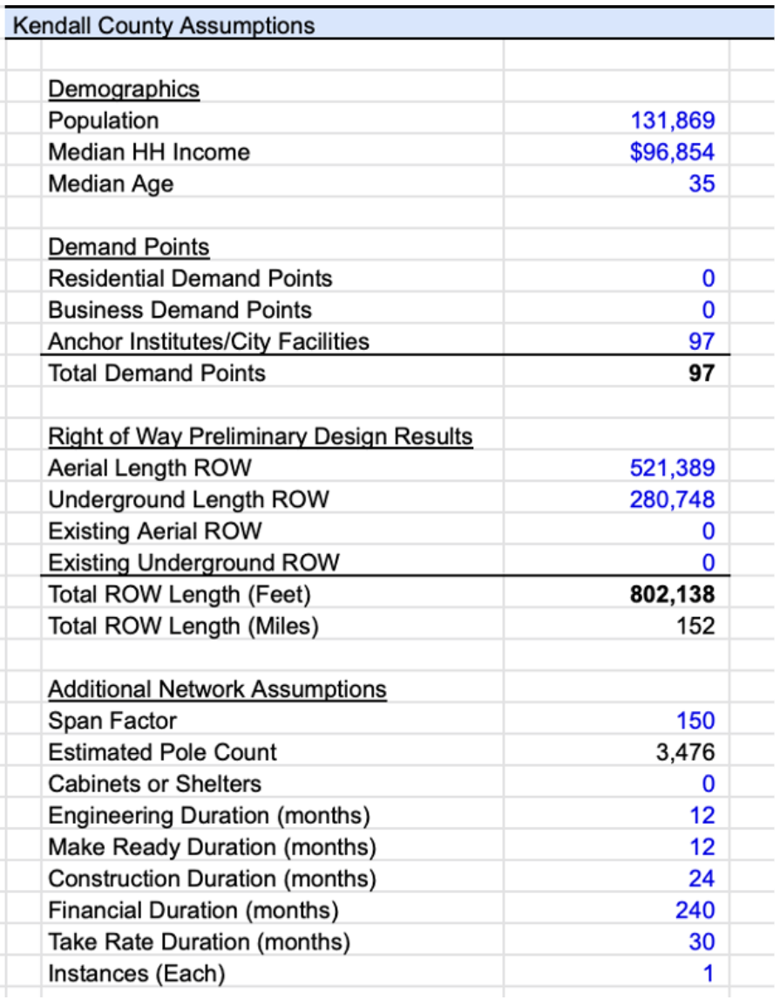 Kendall County Assumptions
Demographics
Population 131,869
Median HH Income $96,854
Median Age 35
Demand Points
Residential Demand Points 0
Business Demand Points 0
Anchor Institutes/City Facilities 97
Total Demand Points 97
Right of Way Preliminary Design Results
Aerial Length ROW 521,389
Underground Length ROW 280,748
Existing Aerial ROW 0
Existing Underground ROW 0
Total ROW Length (Feet) 802,138
Total ROW Length (Miles) 152
Additional Network Assumptions
Span Factor 150
Estimated Pole Count 3,476
Cabinets or Shelters 0
Engineering Duration (months) 12
Make Ready Duration (months) 12
Construction Duration (months) 24
Financial Duration (months) 240
Take Rate Duration (months) 30
Instances (Each) 1